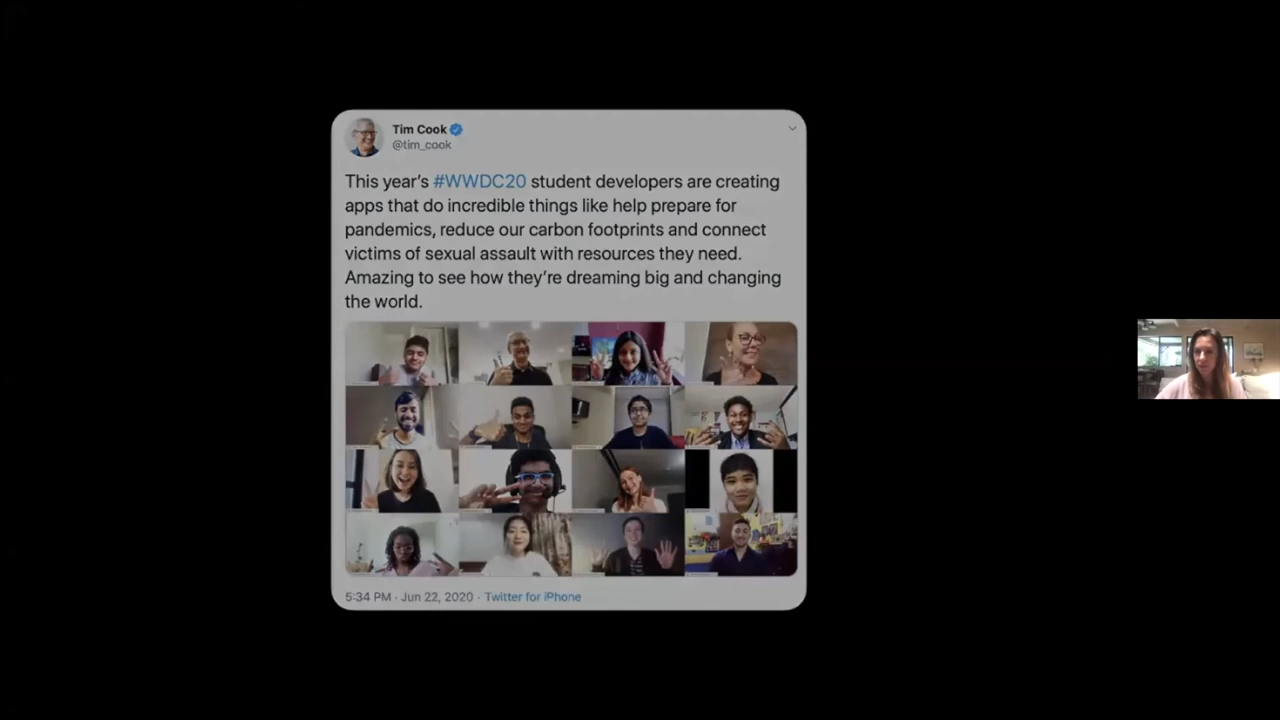 Tim Cook
@tim_cook
This year's #WWDC20 student developers are creating
apps that do incredible things like help prepare for
pandemics, reduce our carbon footprints and connect
victims of sexual assault with resources they need.
Amazing to see how they're dreaming big and changing
the world.
5:34 PM · Jun 22, 2020 · Twitter for iPhone